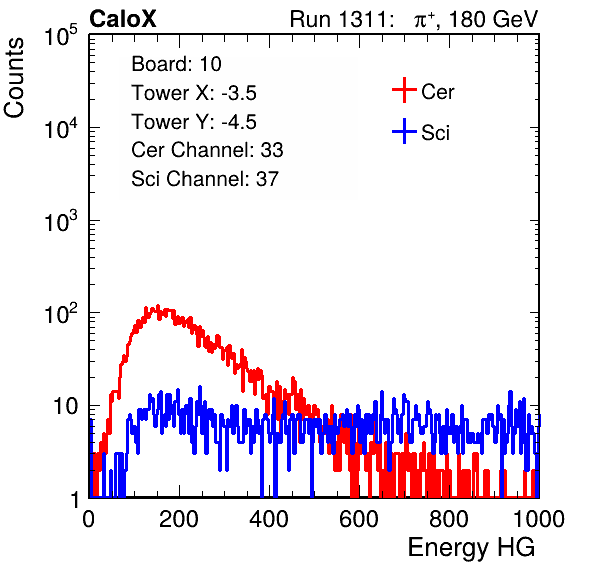 CaloX Run 1311: π⁺, 180 GeV
Counts
10⁵
10⁴
10³
10²
10
1
Board: 10
Tower X: -3.5
Tower Y: -4.5
Cer Channel: 33
Sci Channel: 37
Cer
Sci
0 200 400 600 800 1000
Energy HG